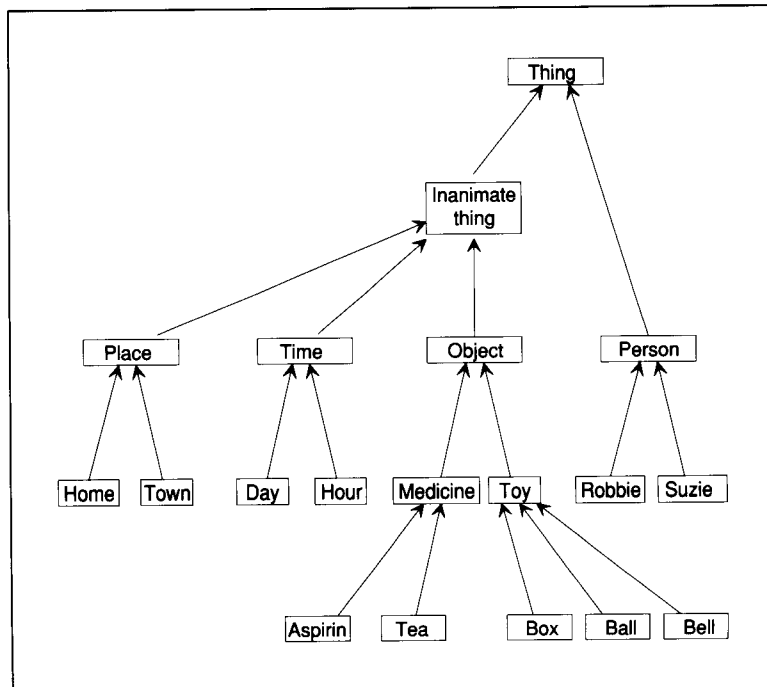 Thing
Inanimate
thing
Place
Time
Object
Person
Home
Town
Day
Hour
Medicine
Toy
Robbie
Suzie
Aspirin
Tea
Box
Ball
Bell